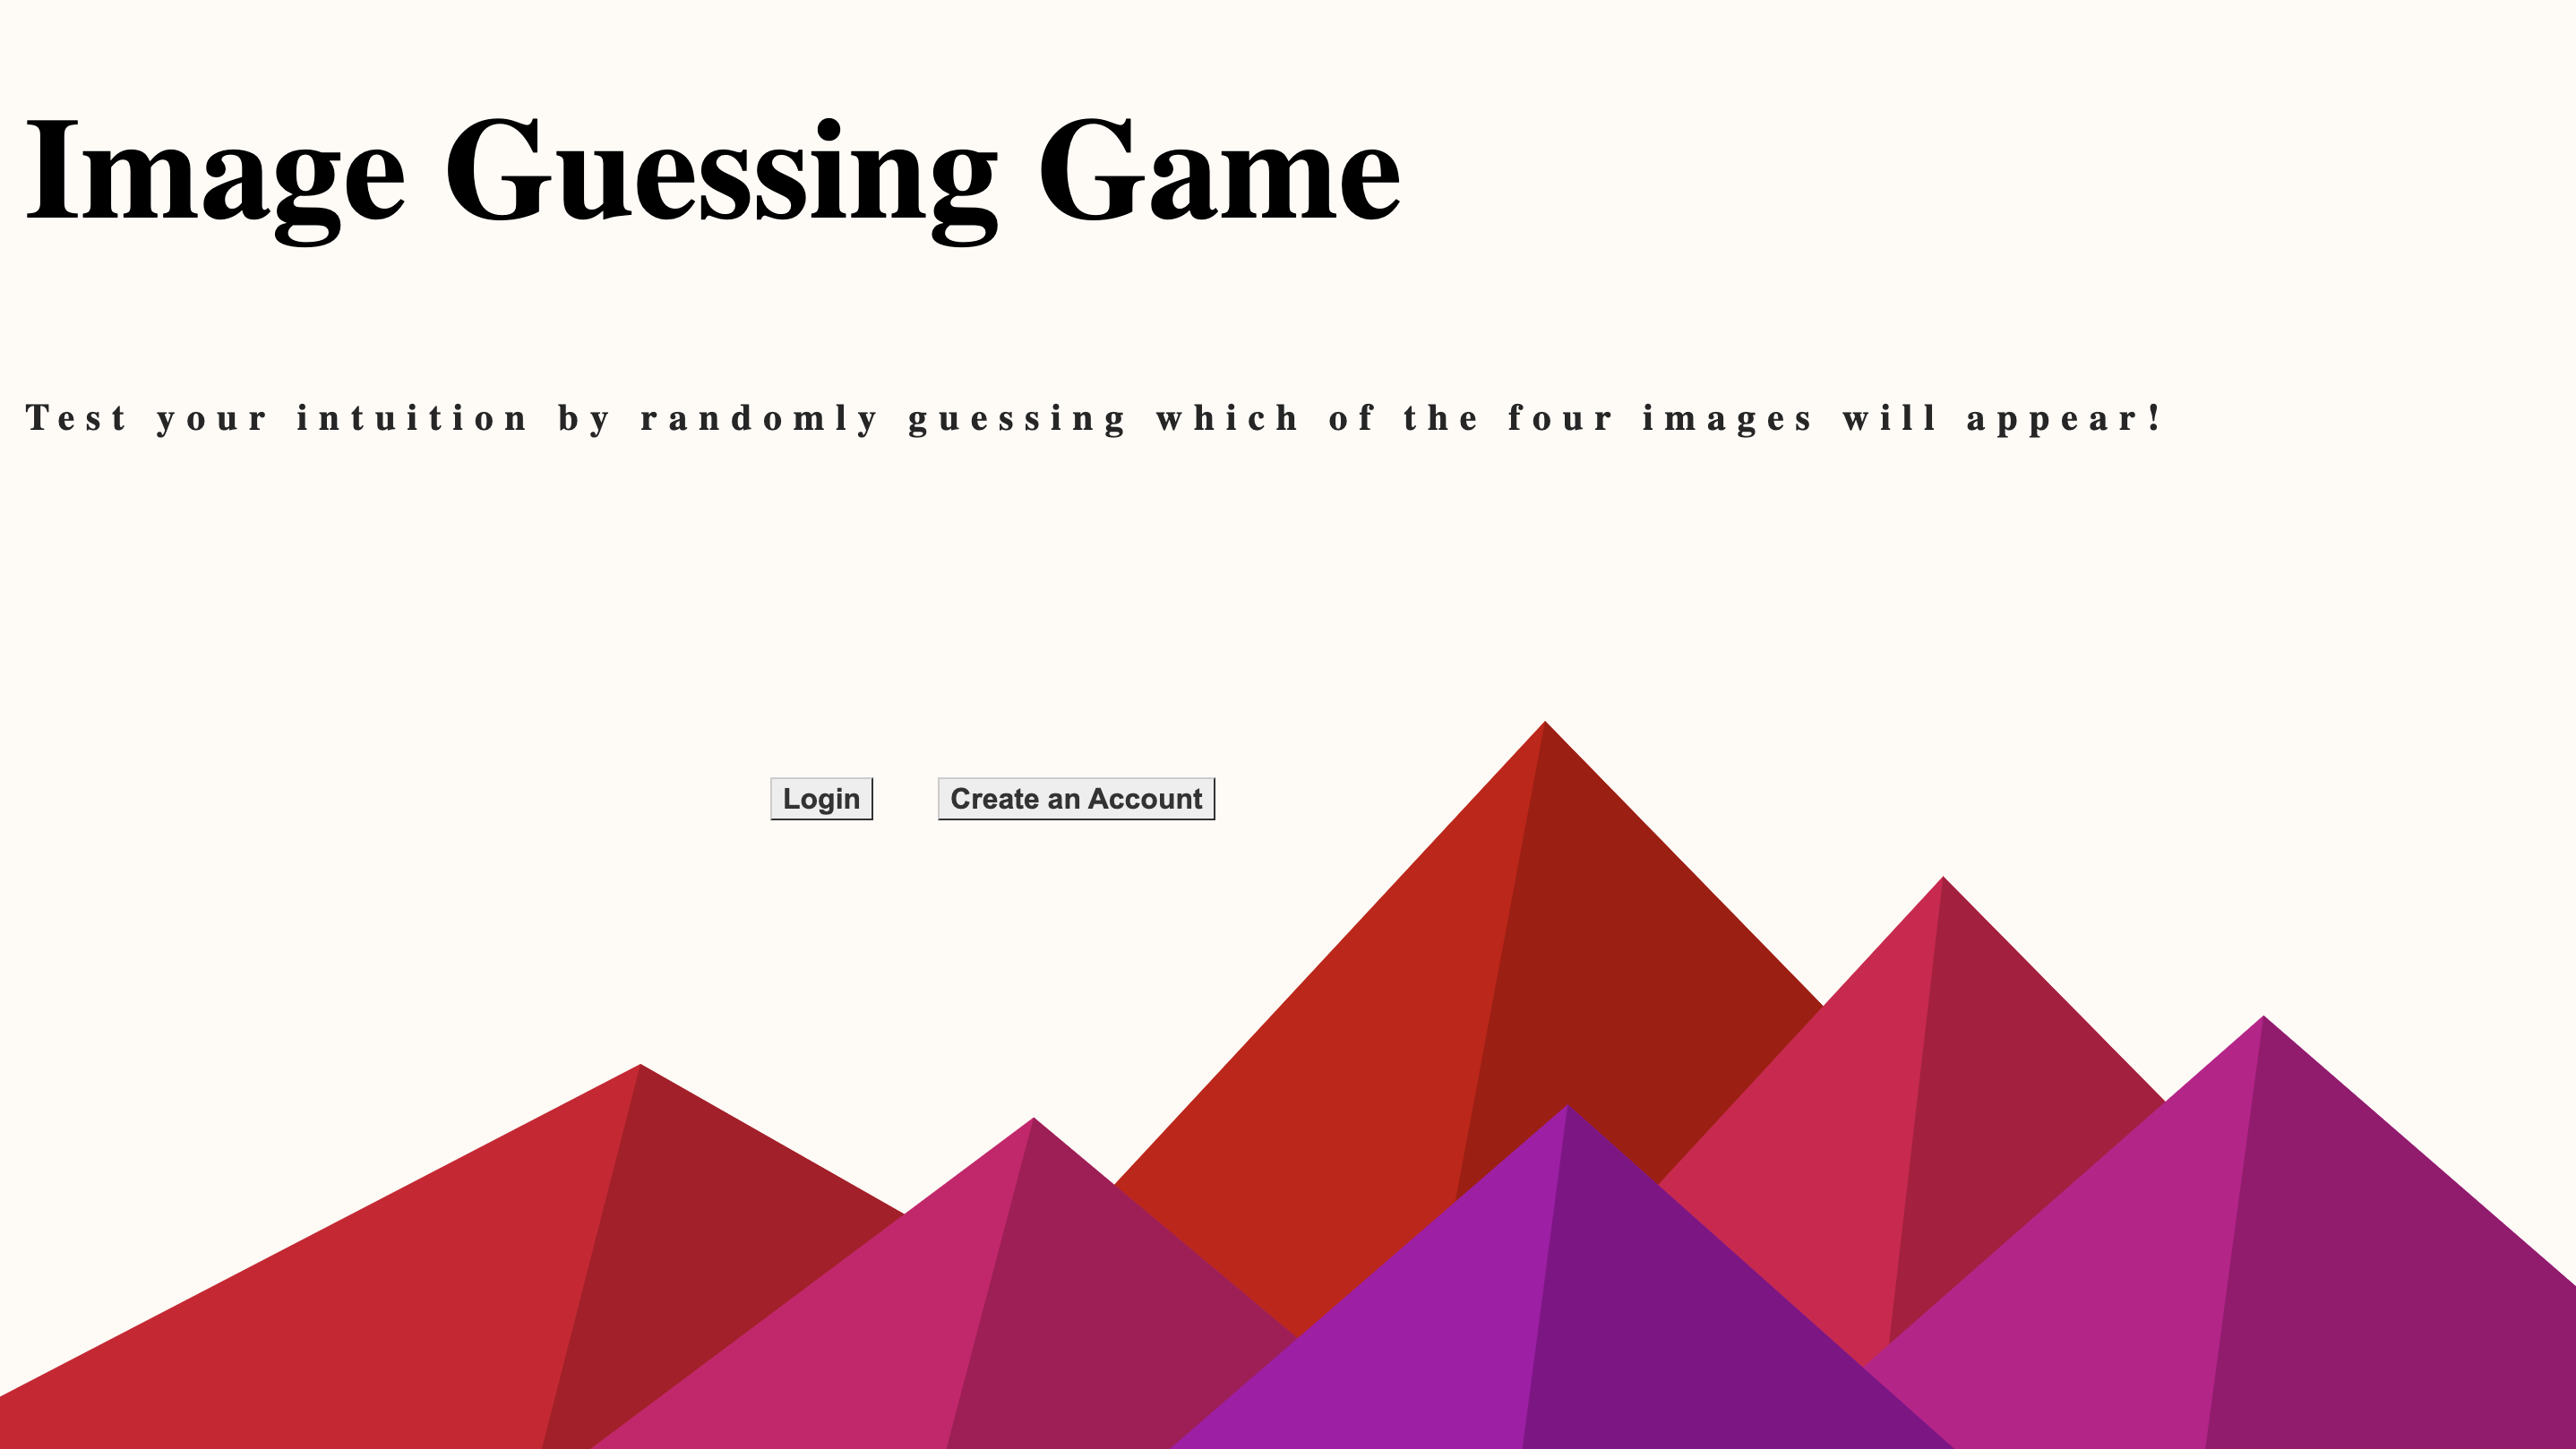 Image Guessing Game
Test your intuition by randomly guessing which of the four images will appear!
Login
Create an Account